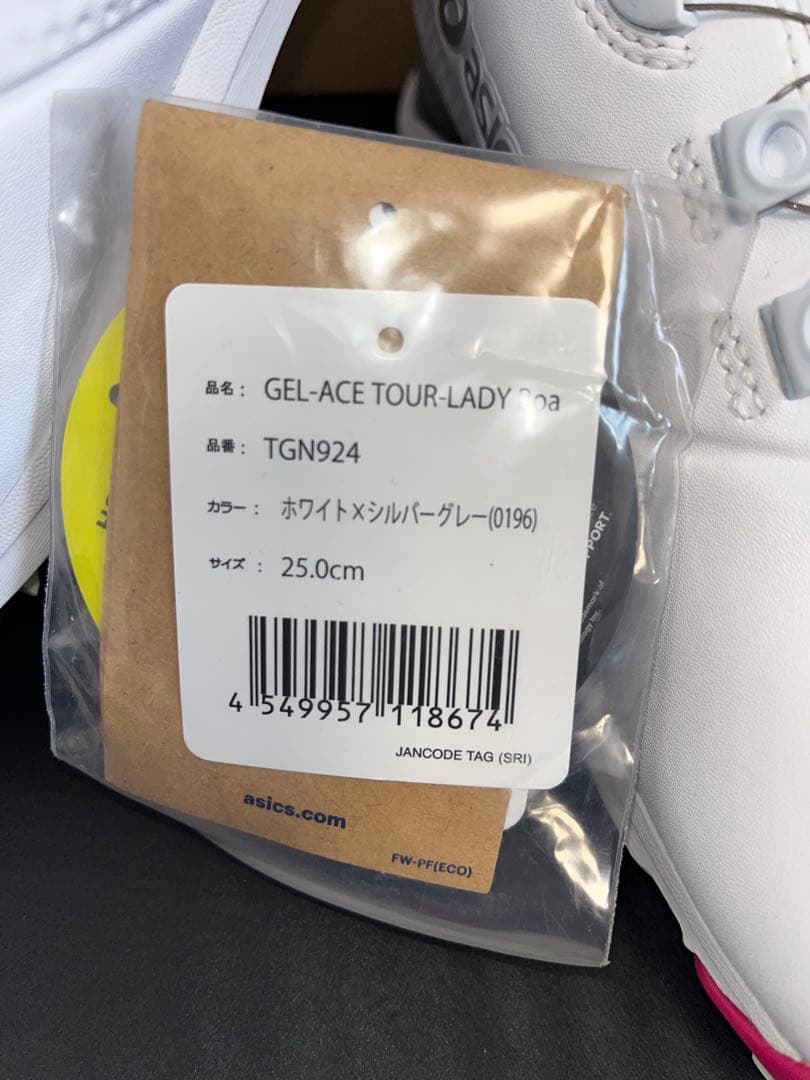 asics
品名： GEL-ACE TOUR-LADY Boa
品番： TGN924
カラー： ホワイト×シルバーグレー(0196)
サイズ： 25.0cm
4 549957 118674
JANCODE TAG (SRI)
asics.com
FW-PF(ECO)